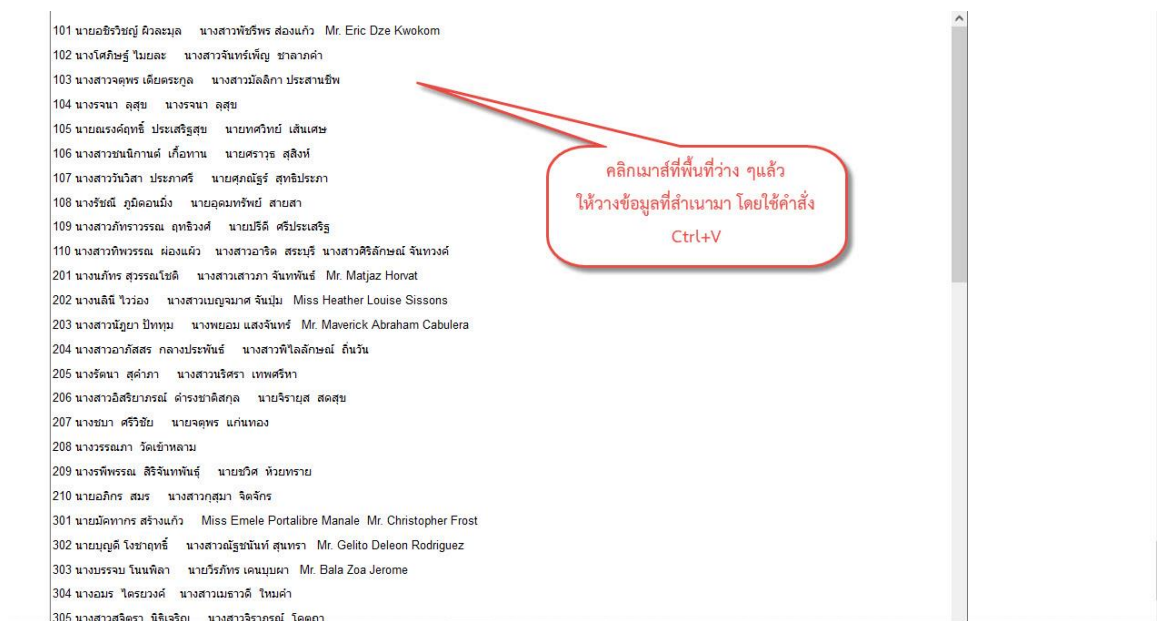 101 นายอชิรวิชญ์ ผิวละมุล นางสาวพัชรีพร ส่องแก้ว Mr. Eric Dze Kwokom
102 นางโศภิษฐ์ ไมยละ นางสาวจันทร์เพ็ญ ชาลาภคำ
103 นางสาวจตุพร เตียตระกูล นางสาวมัลลิกา ประสานชีพ
104 นางรจนา ลุสุข นางรจนา ลุสุข
105 นายณรงค์ฤทธิ์ ประเสริฐสุข นายทศวิทย์ เส้นเศษ
106 นางสาวชนนิกานต์ เกื้อทาน นายศราวุธ สุสิงห์
107 นางสาววันวิสา ประภาศรี นายศุภณัฐร์ สุทธิประภา
108 นางรัชณี ภูมิดอนมิ่ง นายอุดมทรัพย์ สายสา
109 นางสาวภัทราวรรณ ฤทธิวงศ์ นายปรีดี ศรีประเสริฐ
110 นางสาวทิพวรรณ ผ่องแผ้ว นางสาวอาริด สระบุรี นางสาวศิริลักษณ์ จันทวงค์
คลิกเมาส์ที่พื้นที่ว่าง ๆแล้ว
ให้วางข้อมูลที่สำเนามา โดยใช้คำสั่ง
Ctrl+V
201 นางนภัทร สุวรรณโชติ นางสาวเสาวภา จันทพันธ์ Mr. Matjaz Horvat
202 นางนลินี ไวว่อง นางสาวเบญจมาศ จันปุ่ม Miss Heather Louise Sissons
203 นางสาวนัฎยา ปัททุม นางพยอม แสงจันทร์ Mr. Maverick Abraham Cabulera
204 นางสาวอาภัสสร กลางประพันธ์ นางสาวพิไลลักษณ์ ถิ่นวัน
205 นางรัตนา สุคำภา นางสาวนริศรา เทพศรีหา
206 นางสาวอิสริยาภรณ์ ดำรงชาติสกุล นายจิรายุส สดสุข
207 นางชบา ศรีวิชัย นายจตุพร แก่นทอง
208 นางวรรณภา วัดเข้าหลาม
209 นางรพีพรรณ สิริจันทพันธุ์ นายชวิศ ห้วยทราย
210 นายอภิกร สมร นางสาวกุสุมา จิตจักร
301 นายมัคทากร สร้างแก้ว Miss Emele Portalibre Manale Mr. Christopher Frost
302 นายบุญดี โงชาฤทธิ์ นางสาวณัฐชนันท์ สุนทรา Mr. Gelito Deleon Rodriguez
303 นางบรรจบ โนนพิลา นายวีรภัทร เคนบุบผา Mr. Bala Zoa Jerome
304 นางอมร ไตรยวงค์ นางสาวเมธาวดี ใหมคำ
305 นางสาวสุจิตรา นิธิเจริญ นางสาวจิราภรณ์ โคตถา